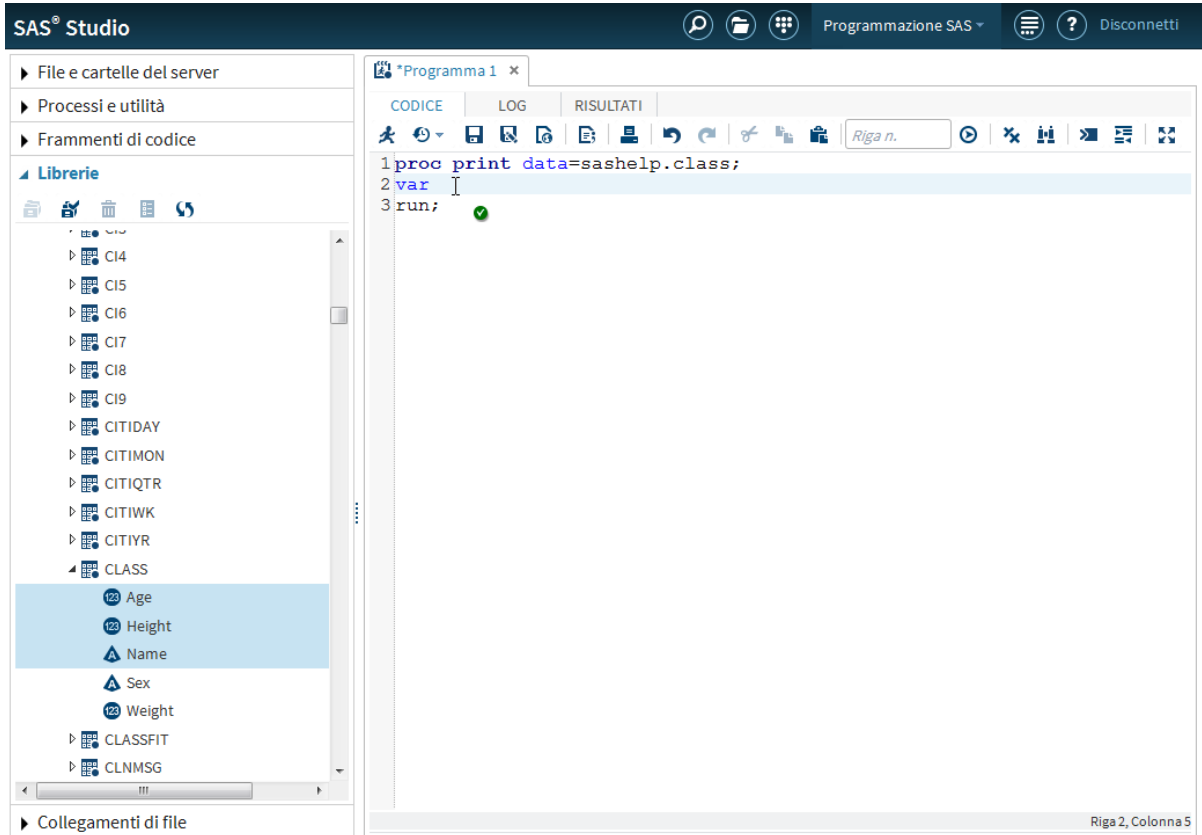 SAS® Studio
Programmazione SAS
Disconnetti
File e cartelle del server
Processi e utilità
Frammenti di codice
Librerie
CI4
CI5
CI6
CI7
CI8
CI9
CITIDAY
CITIMON
CITIQTR
CITIWK
CITIYR
CLASS
123 Age
123 Height
A Name
A Sex
123 Weight
CLASSFIT
CLNMSG
Collegamenti di file
*Programma 1
CODICE LOG RISULTATI
Riga n.
1 proc print data=sashelp.class;
2 var
3 run;
Riga 2, Colonna 5